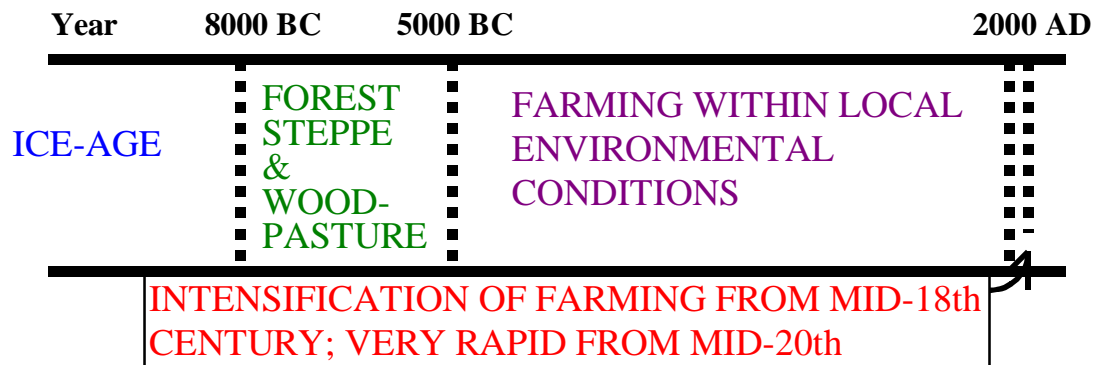 Year 8000 BC 5000 BC 2000 AD
ICE-AGE
FOREST
STEPPE
&
WOOD-
PASTURE
FARMING WITHIN LOCAL
ENVIRONMENTAL
CONDITIONS
INTENSIFICATION OF FARMING FROM MID-18th
CENTURY; VERY RAPID FROM MID-20th